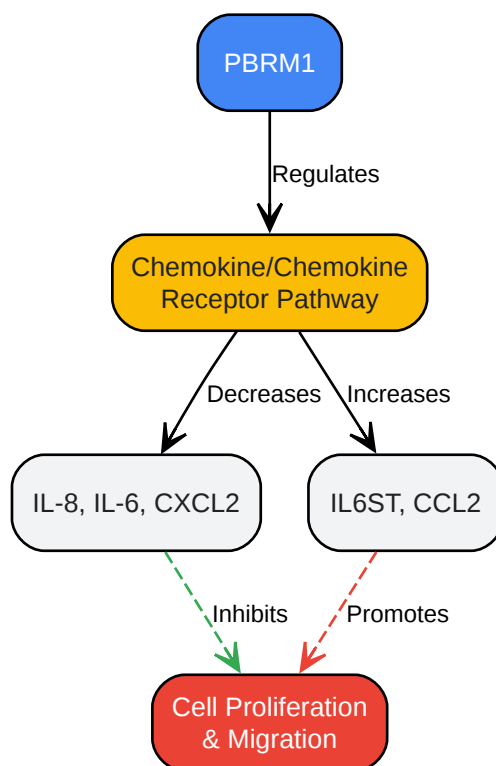 PBRM1
Regulates
Chemokine/Chemokine
Receptor Pathway
Decreases
Increases
IL-8, IL-6, CXCL2
IL6ST, CCL2
Inhibits
Promotes
Cell Proliferation
& Migration